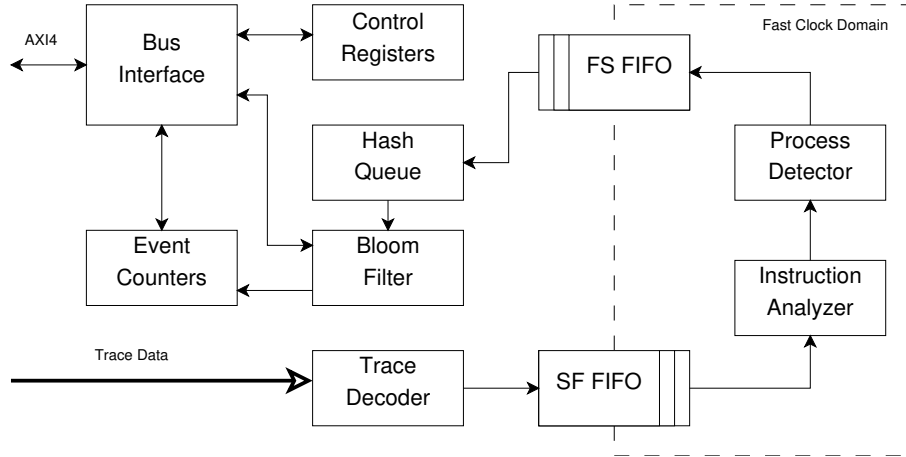 AXI4
Bus
Interface
Control
Registers
Fast Clock Domain
FS FIFO
Hash
Queue
Process
Detector
Event
Counters
Bloom
Filter
Instruction
Analyzer
Trace Data
Trace
Decoder
SF FIFO